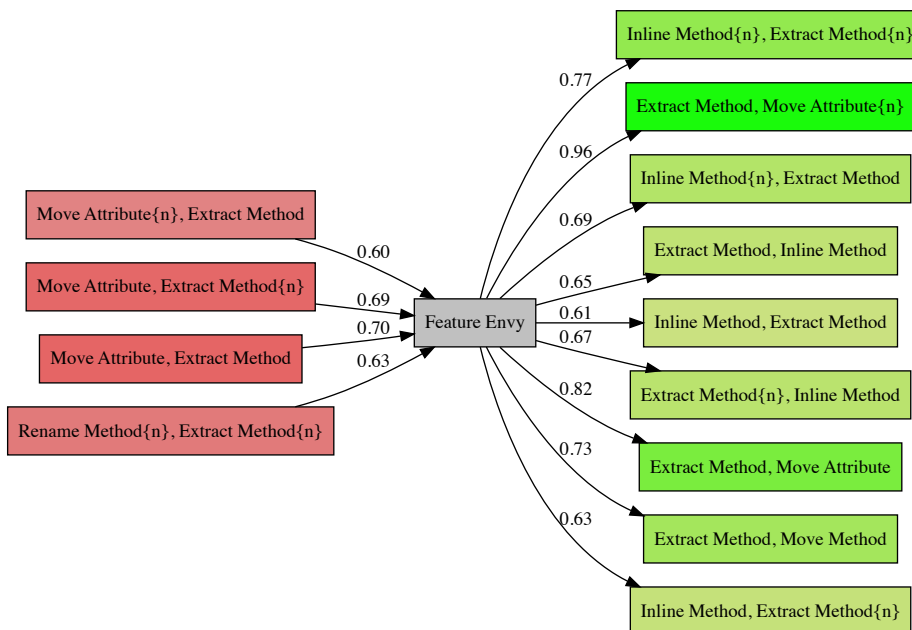 Inline Method{n}, Extract Method{n}
0.77
Extract Method, Move Attribute{n}
0.96
Inline Method{n}, Extract Method
0.69
Move Attribute{n}, Extract Method
0.60
Extract Method, Inline Method
0.65
Move Attribute, Extract Method{n}
0.69
Feature Envy
0.61
Inline Method, Extract Method
Move Attribute, Extract Method
0.70
0.67
Extract Method{n}, Inline Method
Rename Method{n}, Extract Method{n}
0.63
0.82
Extract Method, Move Attribute
0.73
Extract Method, Move Method
0.63
Inline Method, Extract Method{n}